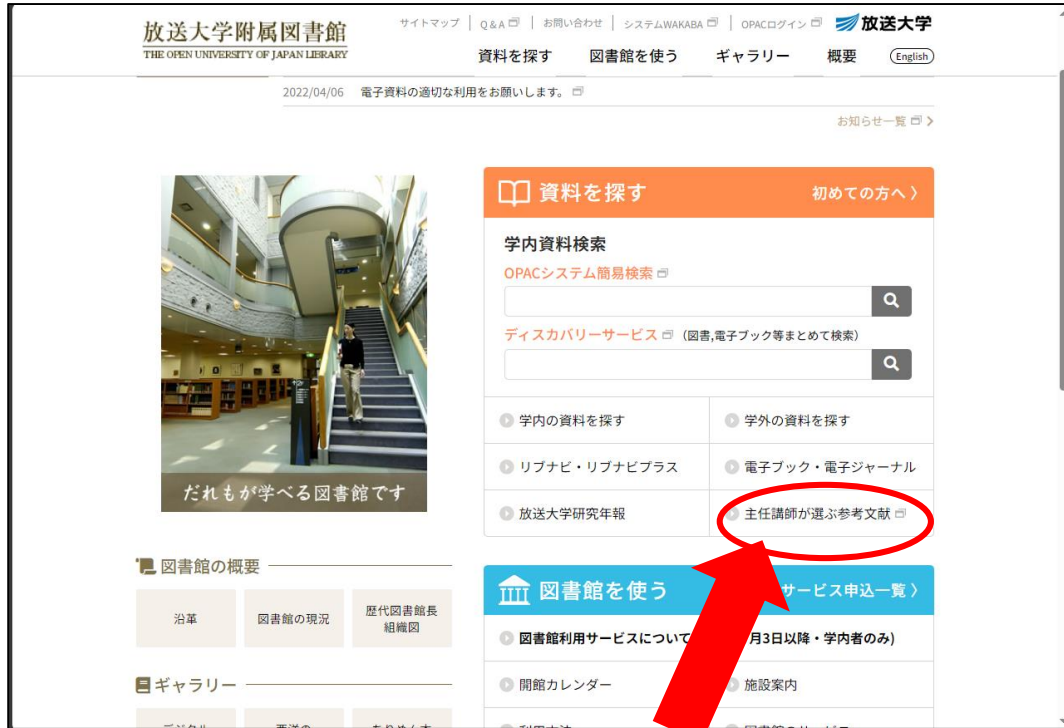 放送大学附属図書館
THE OPEN UNIVERSITY OF JAPAN LIBRARY
サイトマップ | Q&A | お問い合わせ | システムWAKABA | OPACログイン 放送大学
資料を探す 図書館を使う ギャラリー 概要 English
2022/04/06 電子資料の適切な利用をお願いします。
お知らせ一覧
だれもが学べる図書館です
資料を探す 初めての方へ
学内資料検索
OPACシステム簡易検索
ディスカバリーサービス (図書,電子ブック等まとめて検索)
学内の資料を探す 学外の資料を探す
リブナビ・リブナビプラス 電子ブック・電子ジャーナル
放送大学研究年報 主任講師が選ぶ参考文献
図書館の概要
沿革 図書館の現況 歴代図書館長
組織図
ギャラリー
図書館を使う サービス申込一覧
図書館利用サービスについて 月3日以降・学内者のみ)
開館カレンダー 施設案内